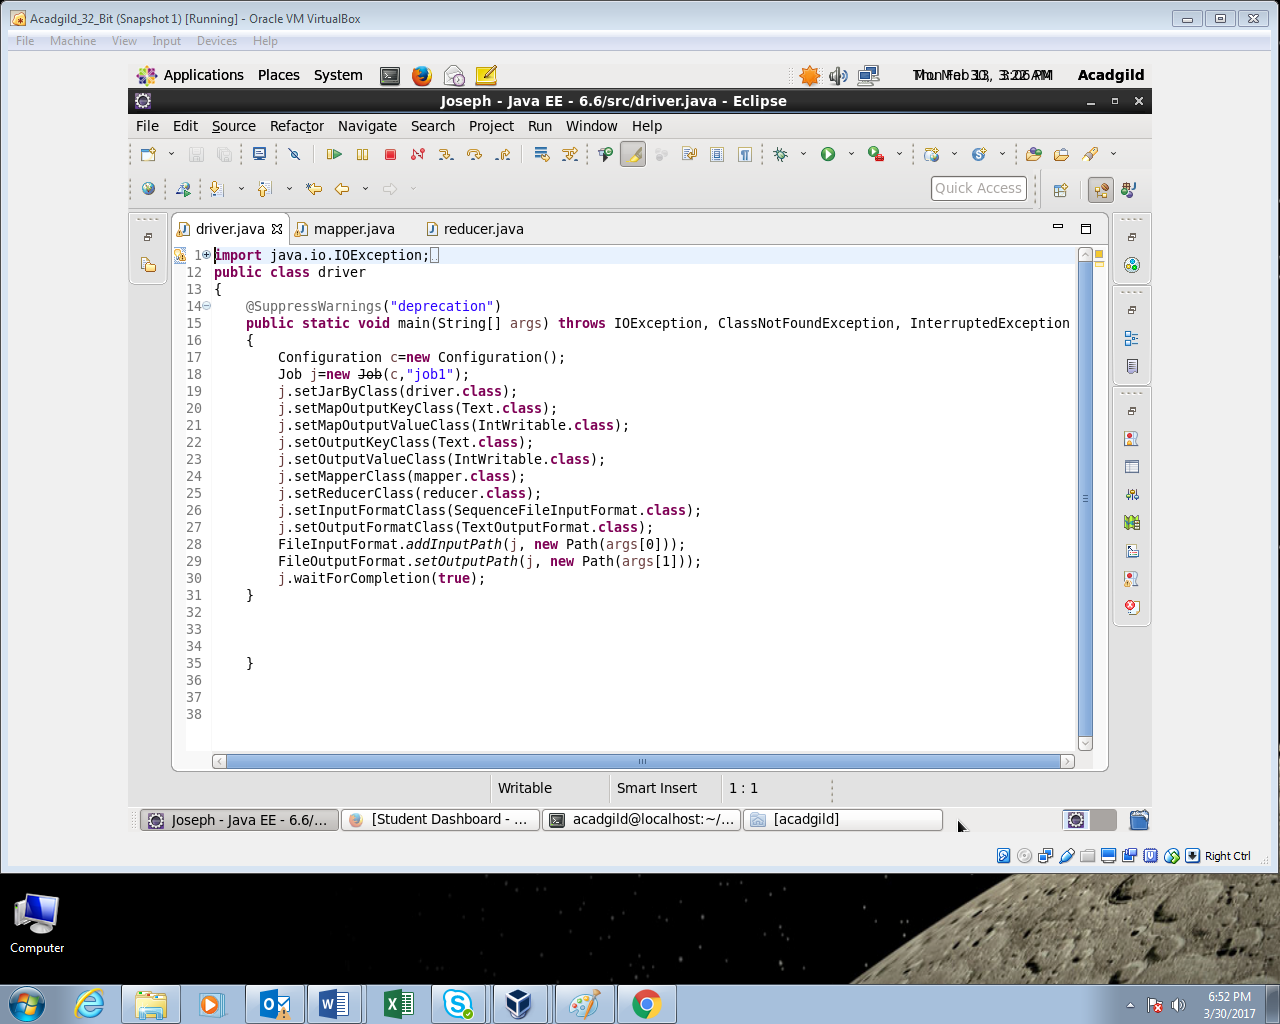 Acadgild_32_Bit (Snapshot 1) [Running] - Oracle VM VirtualBox
File Machine View Input Devices Help
Applications Places System
Acadgild
Joseph - Java EE - 6.6/src/driver.java - Eclipse
File Edit Source Refactor Navigate Search Project Run Window Help
Quick Access
driver.java mapper.java reducer.java
1 import java.io.IOException;
12 public class driver
13 {
14 @SuppressWarnings("deprecation")
15 public static void main(String[] args) throws IOException, ClassNotFoundException, InterruptedException
16 {
17 Configuration c=new Configuration();
18 Job j=new Job(c,"job1");
19 j.setJarByClass(driver.class);
20 j.setMapOutputKeyClass(Text.class);
21 j.setMapOutputValueClass(IntWritable.class);
22 j.setOutputKeyClass(Text.class);
23 j.setOutputValueClass(IntWritable.class);
24 j.setMapperClass(mapper.class);
25 j.setReducerClass(reducer.class);
26 j.setInputFormatClass(SequenceFileInputFormat.class);
27 j.setOutputFormatClass(TextOutputFormat.class);
28 FileInputFormat.addInputPath(j, new Path(args[0]));
29 FileOutputFormat.setOutputPath(j, new Path(args[1]));
30 j.waitForCompletion(true);
31 }
32
33
34
35 }
36
37
38
Writable Smart Insert 1 : 1
Joseph - Java EE - 6.6/... [Student Dashboard - ... acadgild@localhost:~/... [acadgild]
Right Ctrl
Computer
6:52 PM
3/30/2017